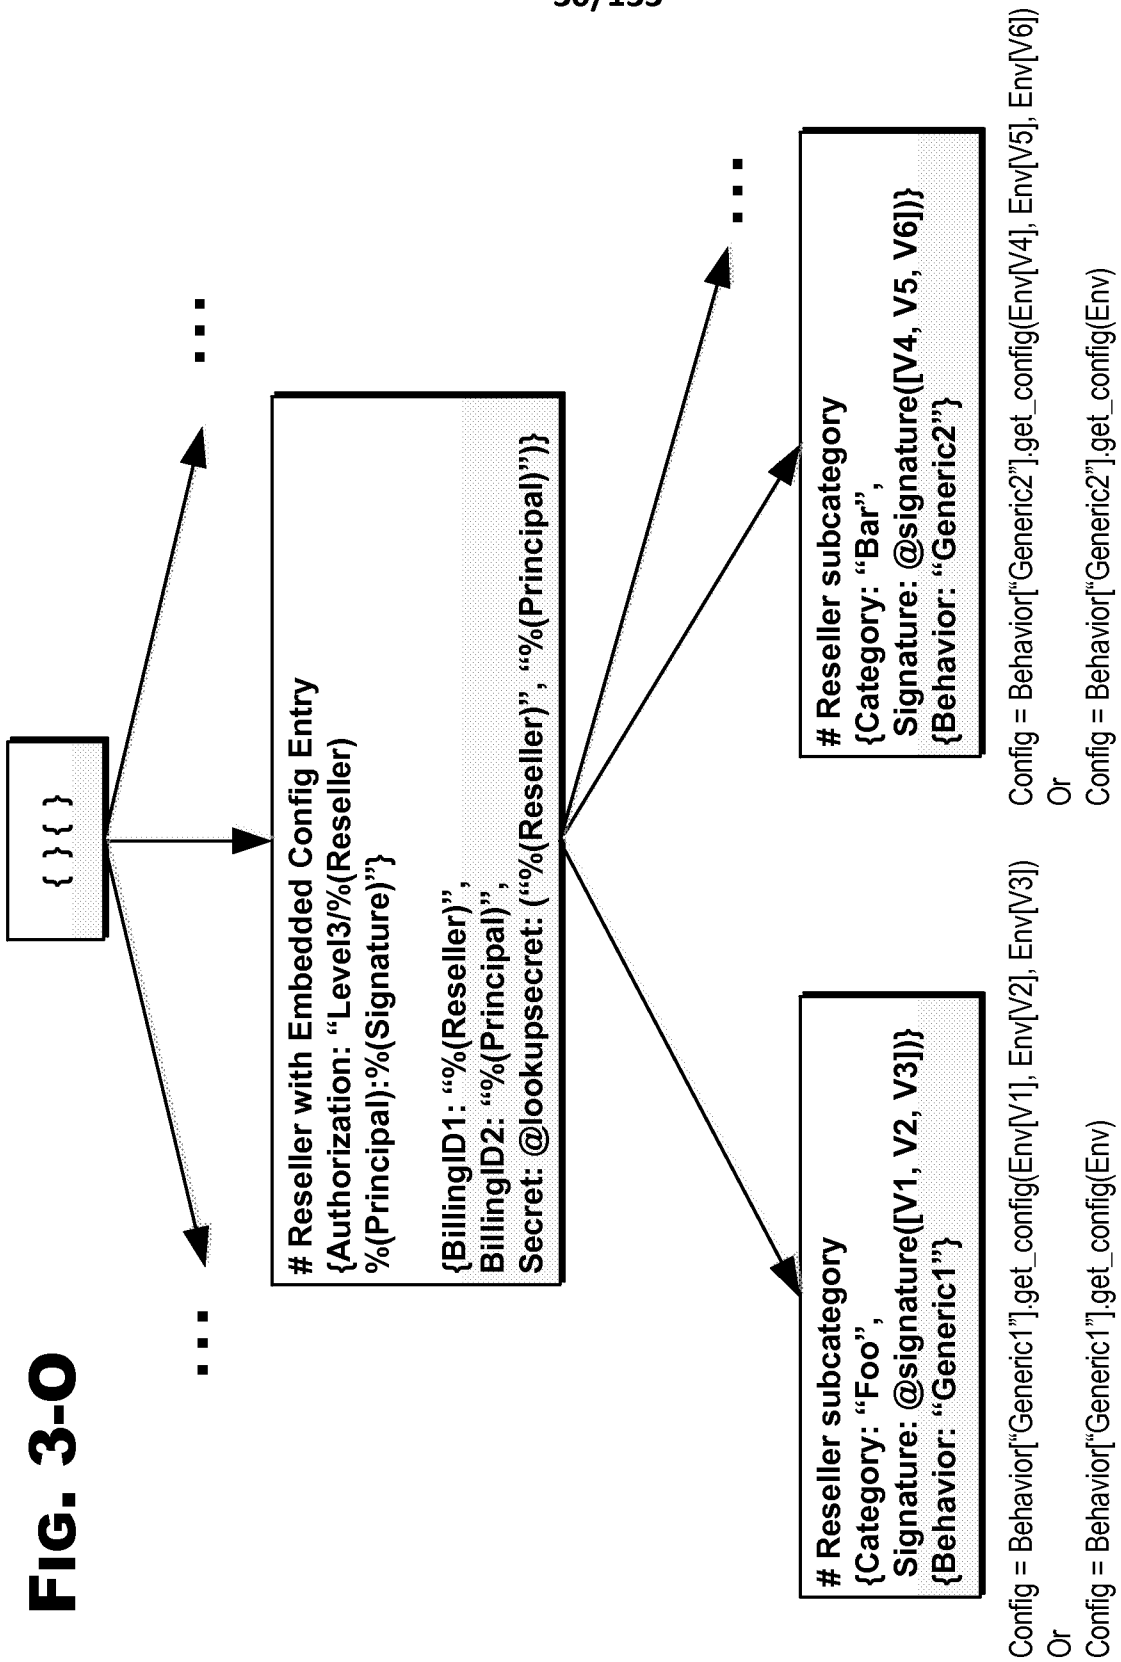 FIG. 3-O
{ } { }
...
...
# Reseller with Embedded Config Entry
{Authorization: “Level3/%(Reseller)
%(Principal):%(Signature)”}
{BillingID1: “%(Reseller)”,
BillingID2: “%(Principal)”,
Secret: @lookupsecret: (“%(Reseller)”, “%(Principal)”)}
...
# Reseller subcategory
{Category: “Foo”,
Signature: @signature([V1, V2, V3])}
{Behavior: “Generic1”}
Config = Behavior[“Generic1”].get_config(Env[V1], Env[V2], Env[V3])
Or
Config = Behavior[“Generic1”].get_config(Env)
# Reseller subcategory
{Category: “Bar”,
Signature: @signature([V4, V5, V6])}
{Behavior: “Generic2”}
Config = Behavior[“Generic2”].get_config(Env[V4], Env[V5], Env[V6])
Or
Config = Behavior[“Generic2”].get_config(Env)